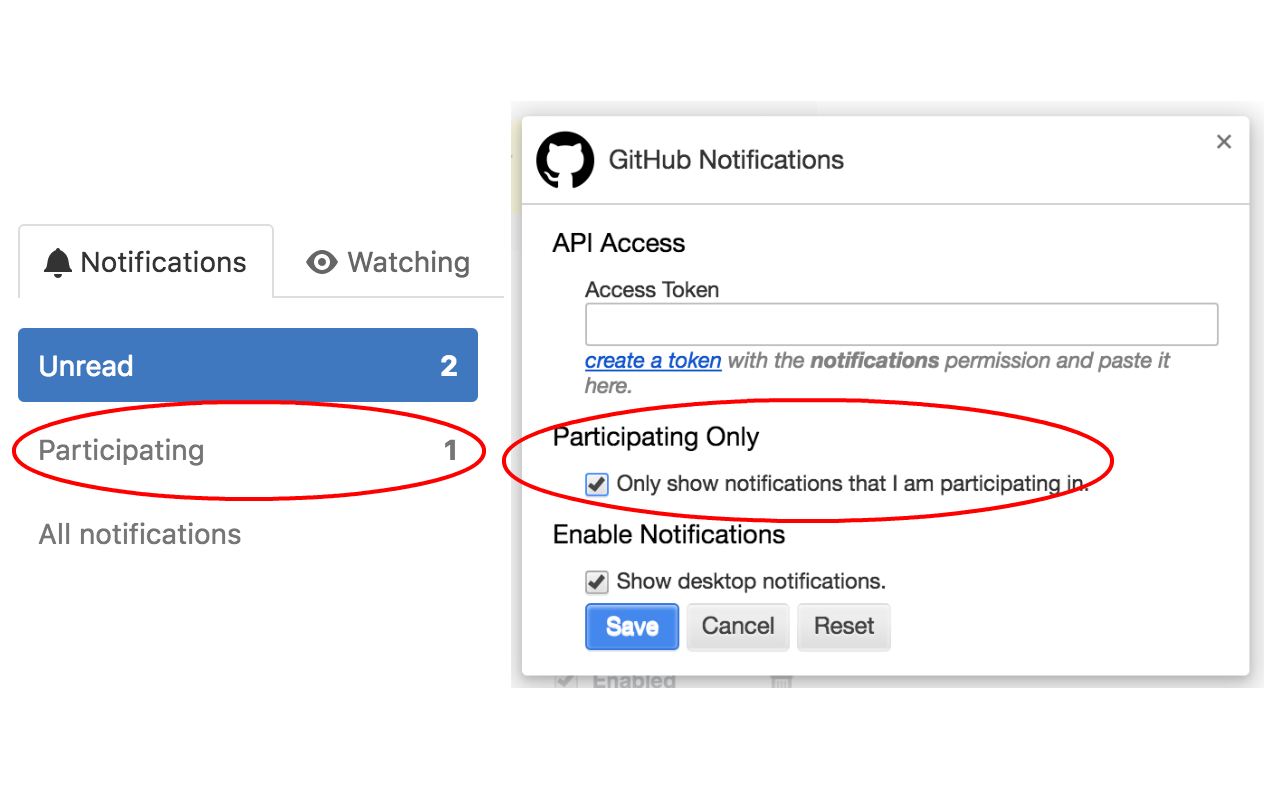 Notifications
Watching
Unread 2
Participating 1
All notifications
GitHub Notifications
×
API Access
Access Token
create a token with the notifications permission and paste it
here.
Participating Only
Only show notifications that I am participating in.
Enable Notifications
Show desktop notifications.
Save Cancel Reset
Enabled